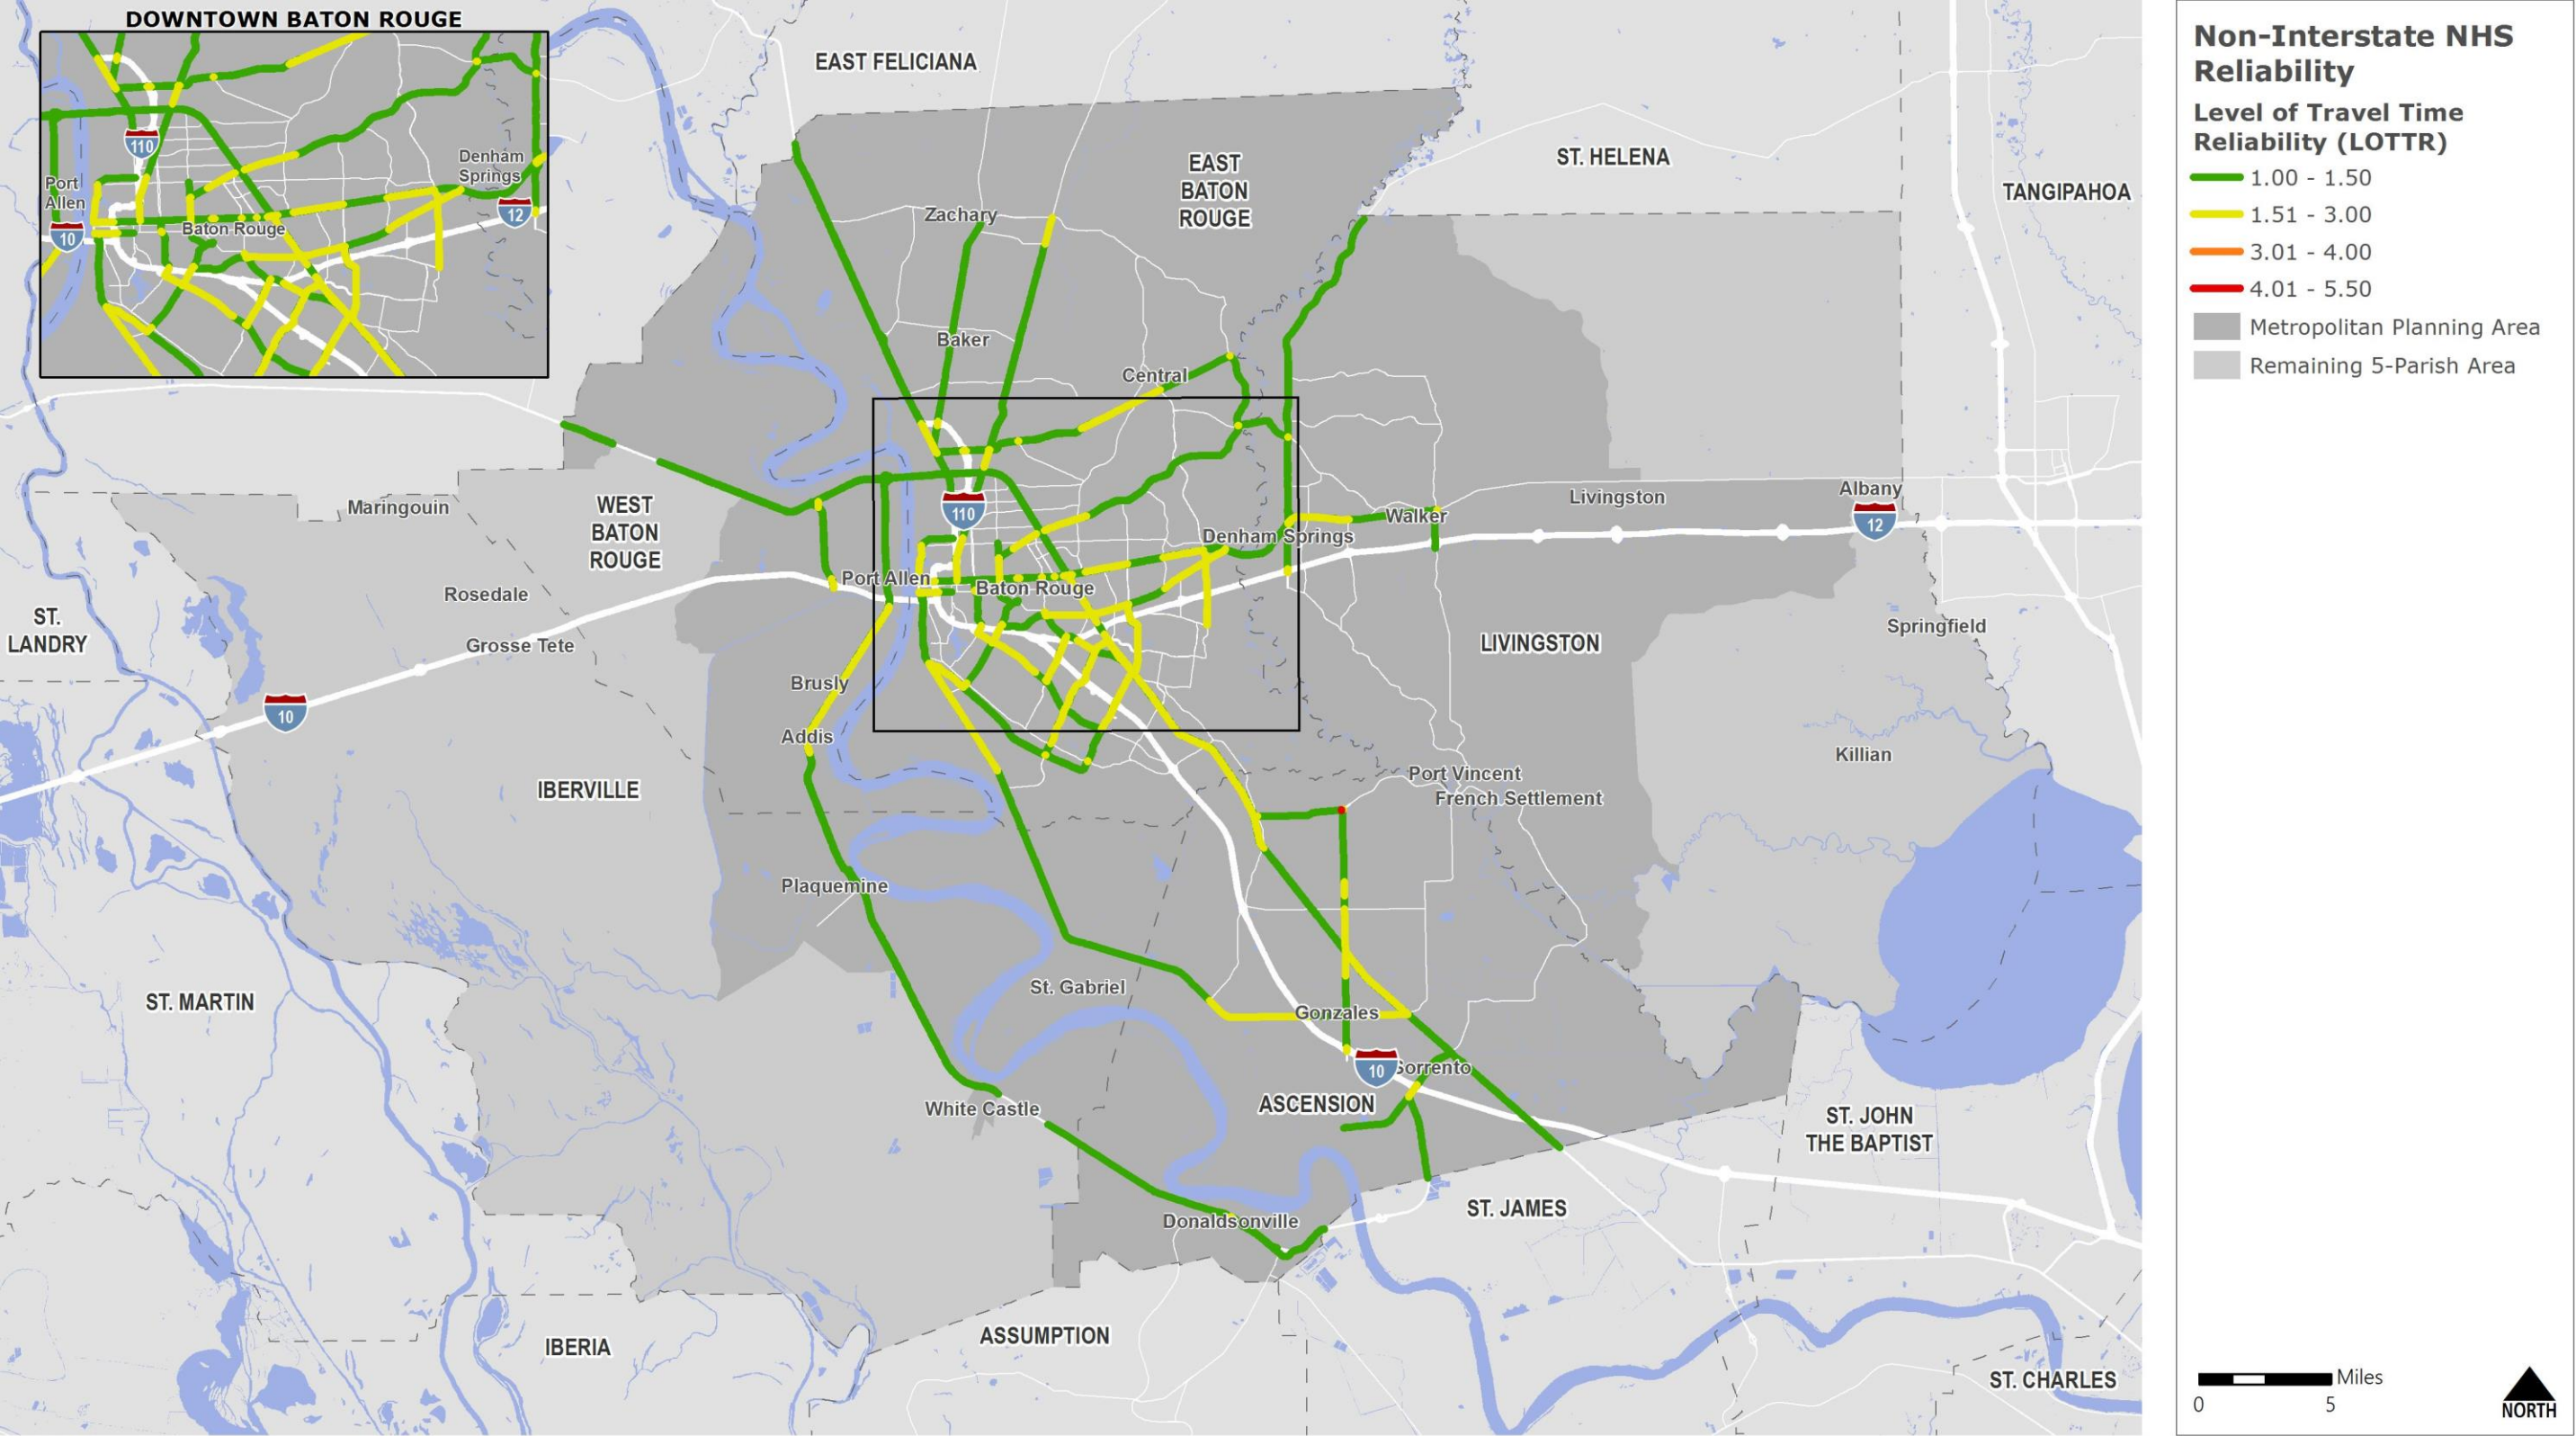 DOWNTOWN BATON ROUGE
110
Denham
Springs
Port
Allen
12
10
Baton Rouge
EAST FELICIANA
EAST
BATON
ROUGE
ST. HELENA
TANGIPAHOA
Zachary
Baker
Central
Maringouin
WEST
BATON
ROUGE
110
Livingston
Albany
12
Walker
Denham Springs
Port Allen
Baton Rouge
Rosedale
Grosse Tete
ST.
LANDRY
10
Springfield
LIVINGSTON
Brusly
Addis
Killian
IBERVILLE
Port Vincent
French Settlement
Plaquemine
St. Gabriel
ST. MARTIN
Gonzales
10
Sorrento
White Castle
ASCENSION
ST. JOHN
THE BAPTIST
Donaldsonville
ST. JAMES
IBERIA
ASSUMPTION
ST. CHARLES
Non-Interstate NHS
Reliability
Level of Travel Time
Reliability (LOTTR)
1.00 - 1.50
1.51 - 3.00
3.01 - 4.00
4.01 - 5.50
Metropolitan Planning Area
Remaining 5-Parish Area
Miles
0 5
NORTH